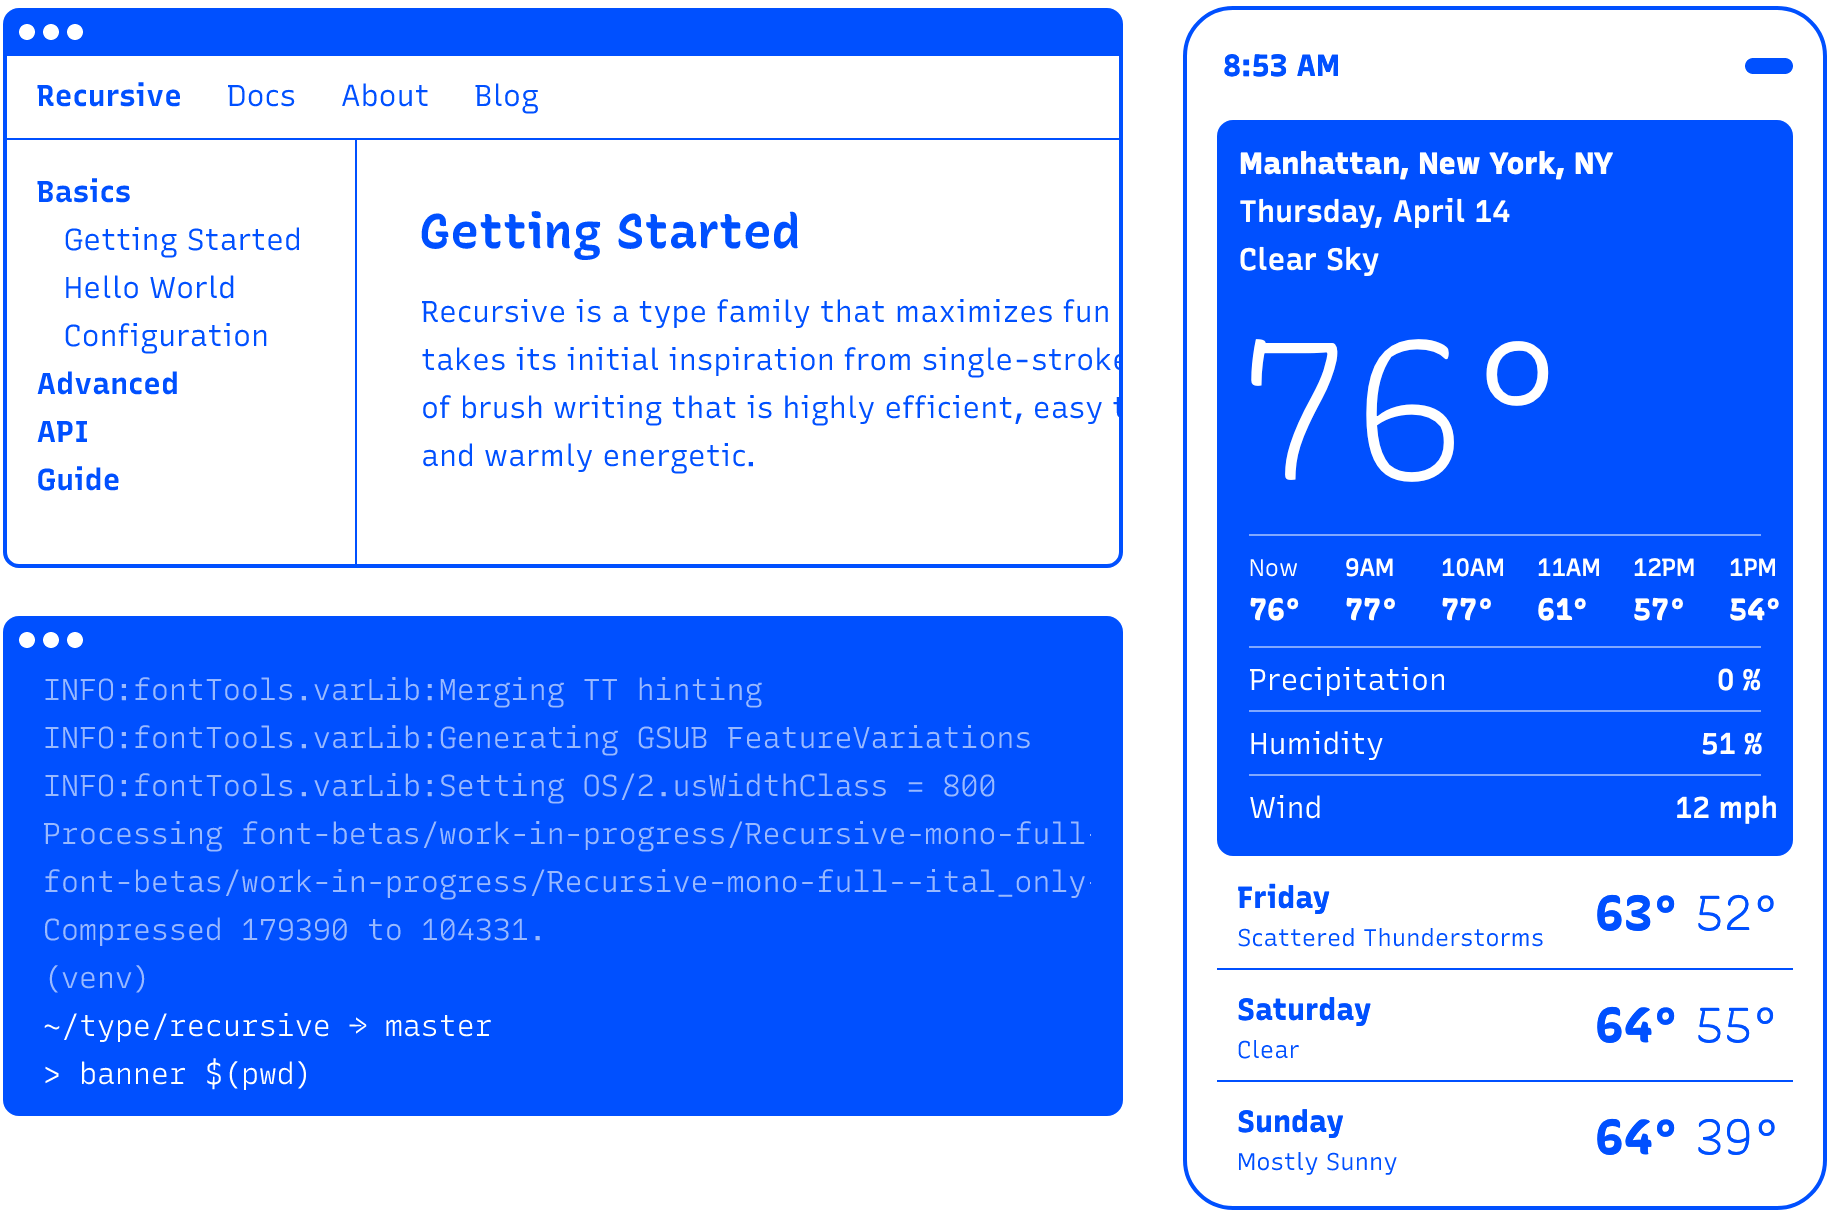 Recursive Docs About Blog
Basics
Getting Started
Hello World
Configuration
Advanced
API
Guide
Getting Started
Recursive is a type family that maximizes fun
takes its initial inspiration from single-stroke
of brush writing that is highly efficient, easy
and warmly energetic.
INFO:fontTools.varLib:Merging TT hinting
INFO:fontTools.varLib:Generating GSUB FeatureVariations
INFO:fontTools.varLib:Setting OS/2.usWidthClass = 800
Processing font-betas/work-in-progress/Recursive-mono-full-
font-betas/work-in-progress/Recursive-mono-full--ital_only-
Compressed 179390 to 104331.
(venv)
~/type/recursive → master
> banner $(pwd)
8:53 AM
Manhattan, New York, NY
Thursday, April 14
Clear Sky
76°
Now 9AM 10AM 11AM 12PM 1PM
76° 77° 77° 61° 57° 54°
Precipitation 0 %
Humidity 51 %
Wind 12 mph
Friday 63° 52°
Scattered Thunderstorms
Saturday 64° 55°
Clear
Sunday 64° 39°
Mostly Sunny